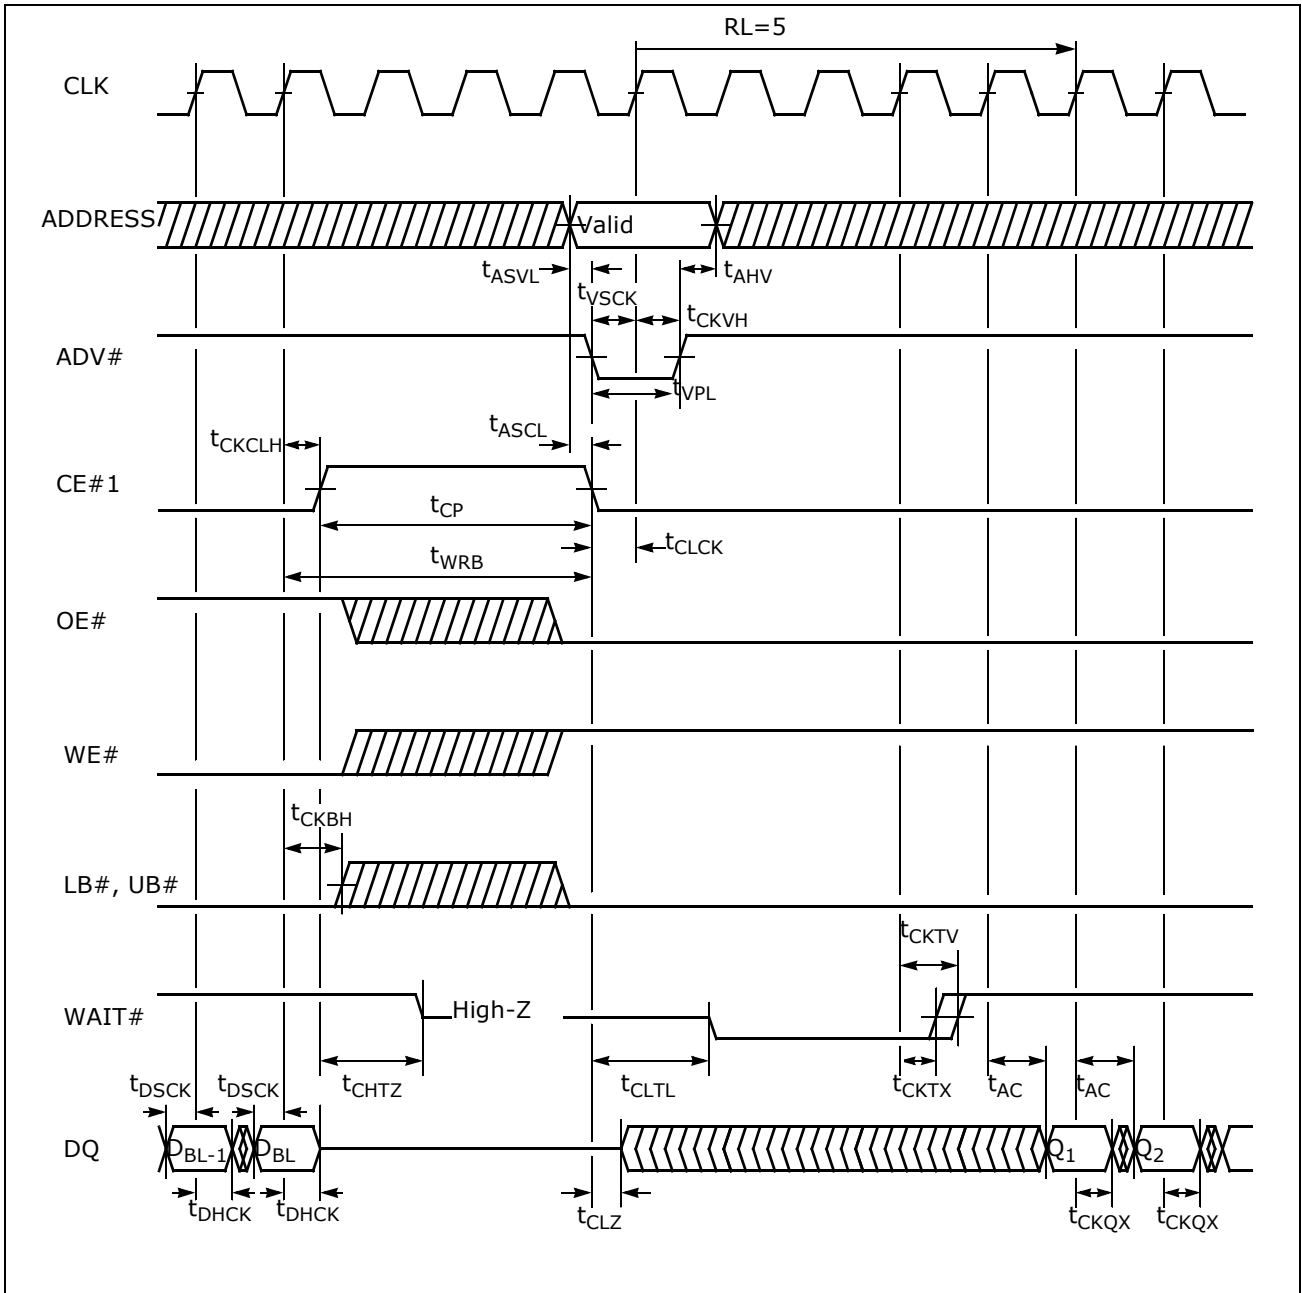 RL=5
CLK
ADDRESS
Valid
tASVL
tVSCK
tAHV
tCKVH
ADV#
tVPL
tASCL
tCKCLH
CE#1
tCP
tCLCK
tWRB
OE#
WE#
tCKBH
LB#, UB#
tCKTV
WAIT#
High-Z
tCHTZ
tCLTL
tCKTX
tAC
tAC
tDSCK
tDSCK
DQ
DBL-1
DBL
Q1
Q2
tDHCK
tDHCK
tCLZ
tCKQX
tCKQX